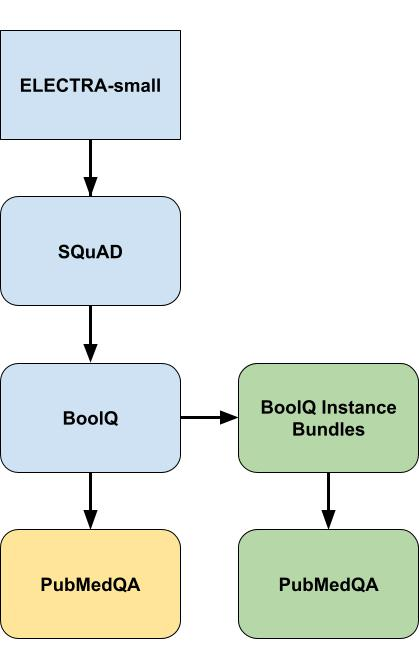 ELECTRA-small
SQuAD
BoolQ
BoolQ Instance
Bundles
PubMedQA
PubMedQA